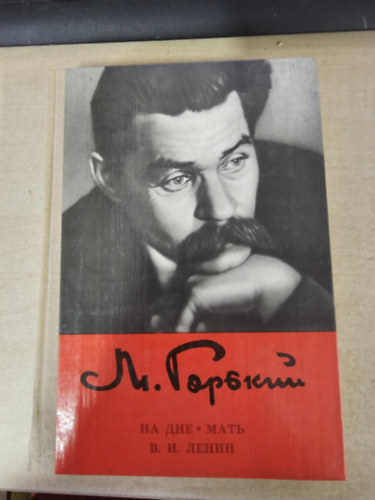 М. Горький
НА ДНЕ • МАТЬ
В. И. ЛЕНИН